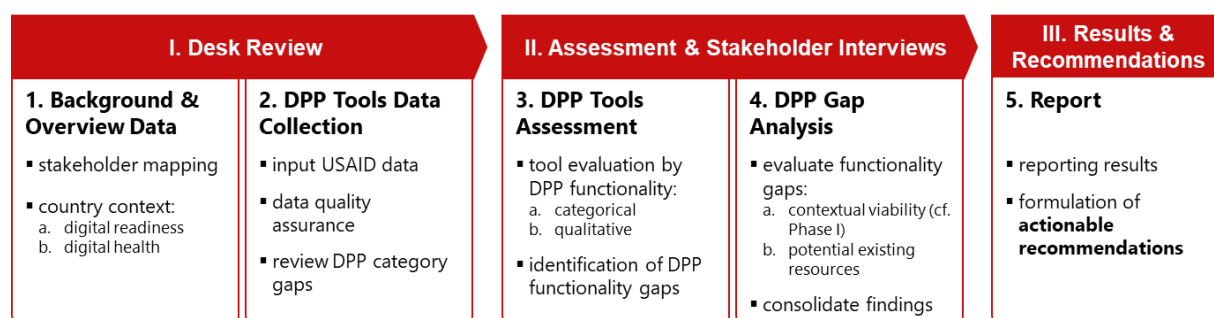 I. Desk Review
1. Background &
Overview Data
▪ stakeholder mapping
▪ country context:
a. digital readiness
b. digital health
2. DPP Tools Data
Collection
▪ input USAID data
▪ data quality
assurance
▪ review DPP category
gaps
II. Assessment & Stakeholder Interviews
3. DPP Tools
Assessment
▪ tool evaluation by
DPP functionality:
a. categorical
b. qualitative
▪ identification of DPP
functionality gaps
4. DPP Gap
Analysis
▪ evaluate functionality
gaps:
a. contextual viability (cf.
Phase I)
b. potential existing
resources
▪ consolidate findings
III. Results &
Recommendations
5. Report
▪ reporting results
▪ formulation of
actionable
recommendations